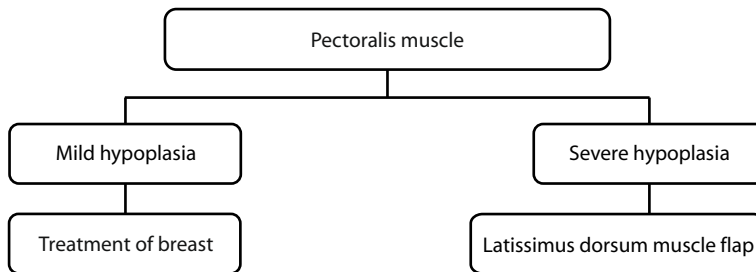 Pectoralis muscle
Mild hypoplasia
Severe hypoplasia
Treatment of breast
Latissimus dorsum muscle flap